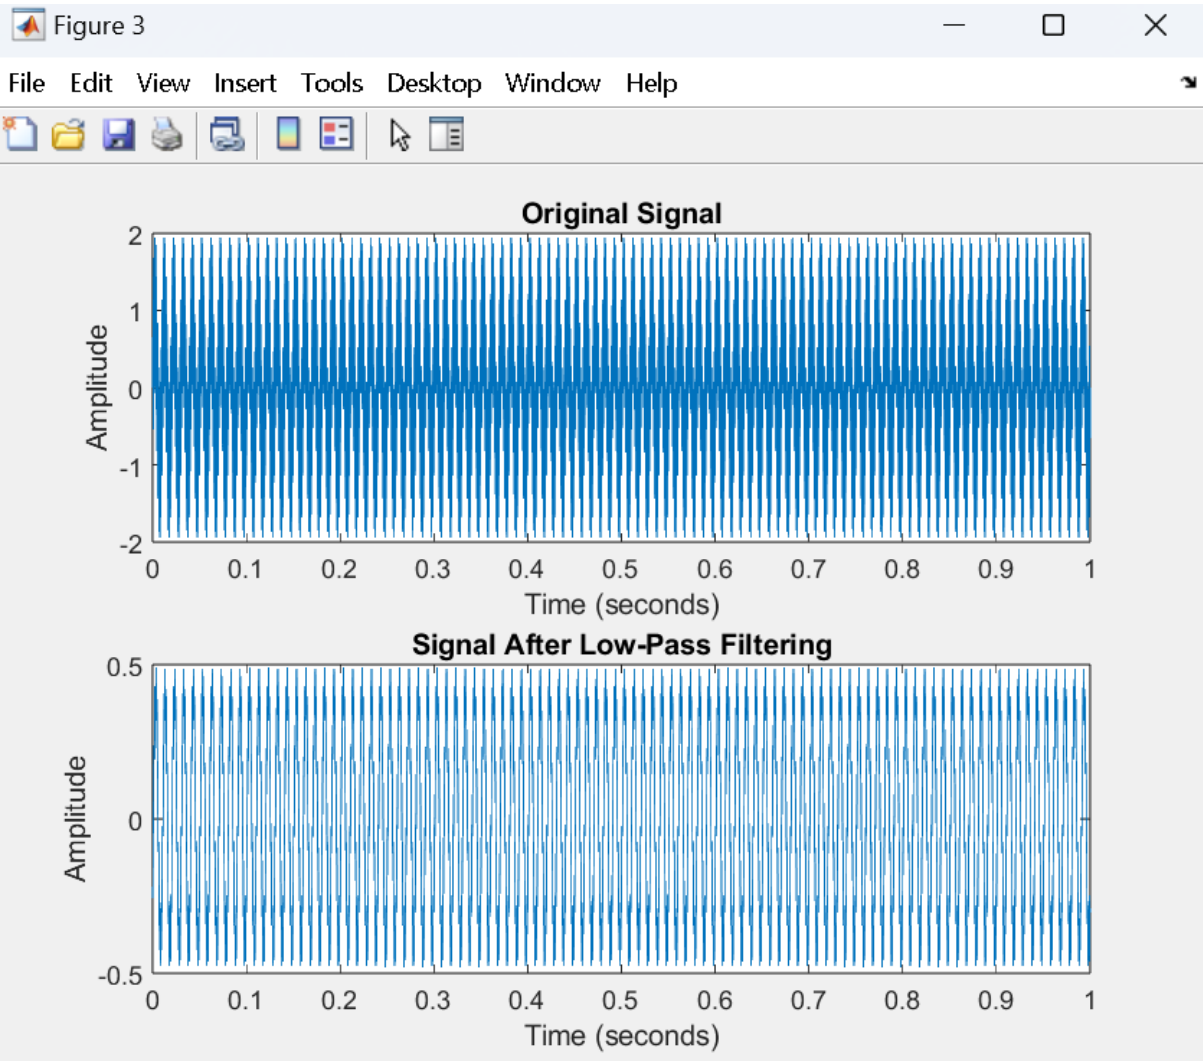 Figure 3
File Edit View Insert Tools Desktop Window Help
Original Signal
2
1
0
-1
-2
Amplitude
0 0.1 0.2 0.3 0.4 0.5 0.6 0.7 0.8 0.9 1
Time (seconds)
Signal After Low-Pass Filtering
0.5
0
-0.5
Amplitude
0 0.1 0.2 0.3 0.4 0.5 0.6 0.7 0.8 0.9 1
Time (seconds)